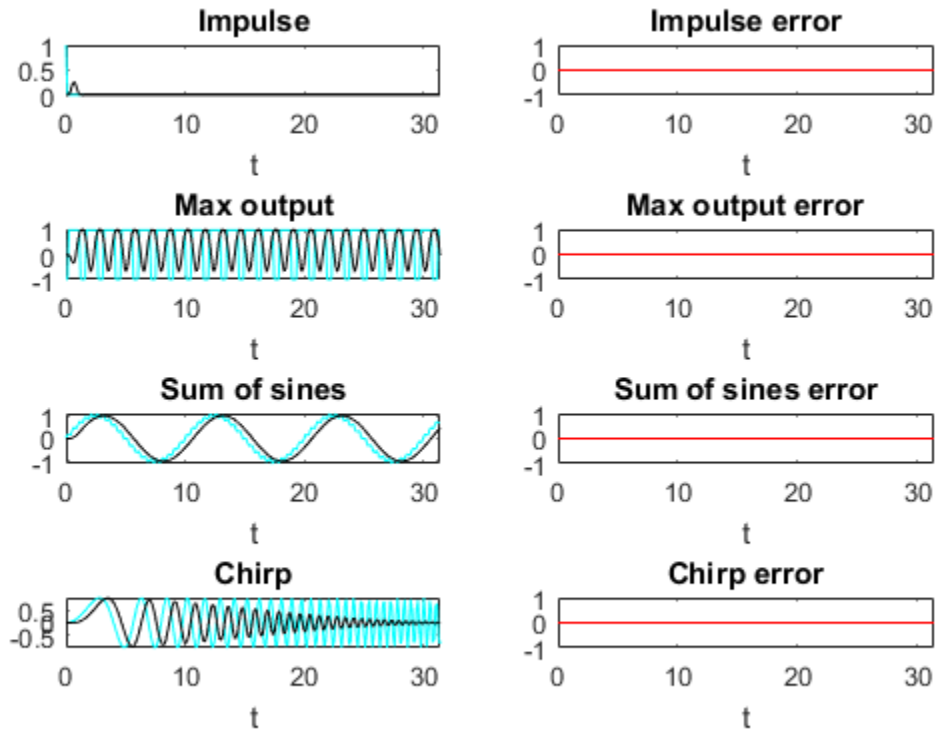 Impulse
1
0.5
0
0 10 20 30
t
Impulse error
1
0
-1
0 10 20 30
t
Max output
1
0
-1
0 10 20 30
t
Max output error
1
0
-1
0 10 20 30
t
Sum of sines
1
0
-1
0 10 20 30
t
Sum of sines error
1
0
-1
0 10 20 30
t
Chirp
0.5
0
-0.5
0 10 20 30
t
Chirp error
1
0
-1
0 10 20 30
t